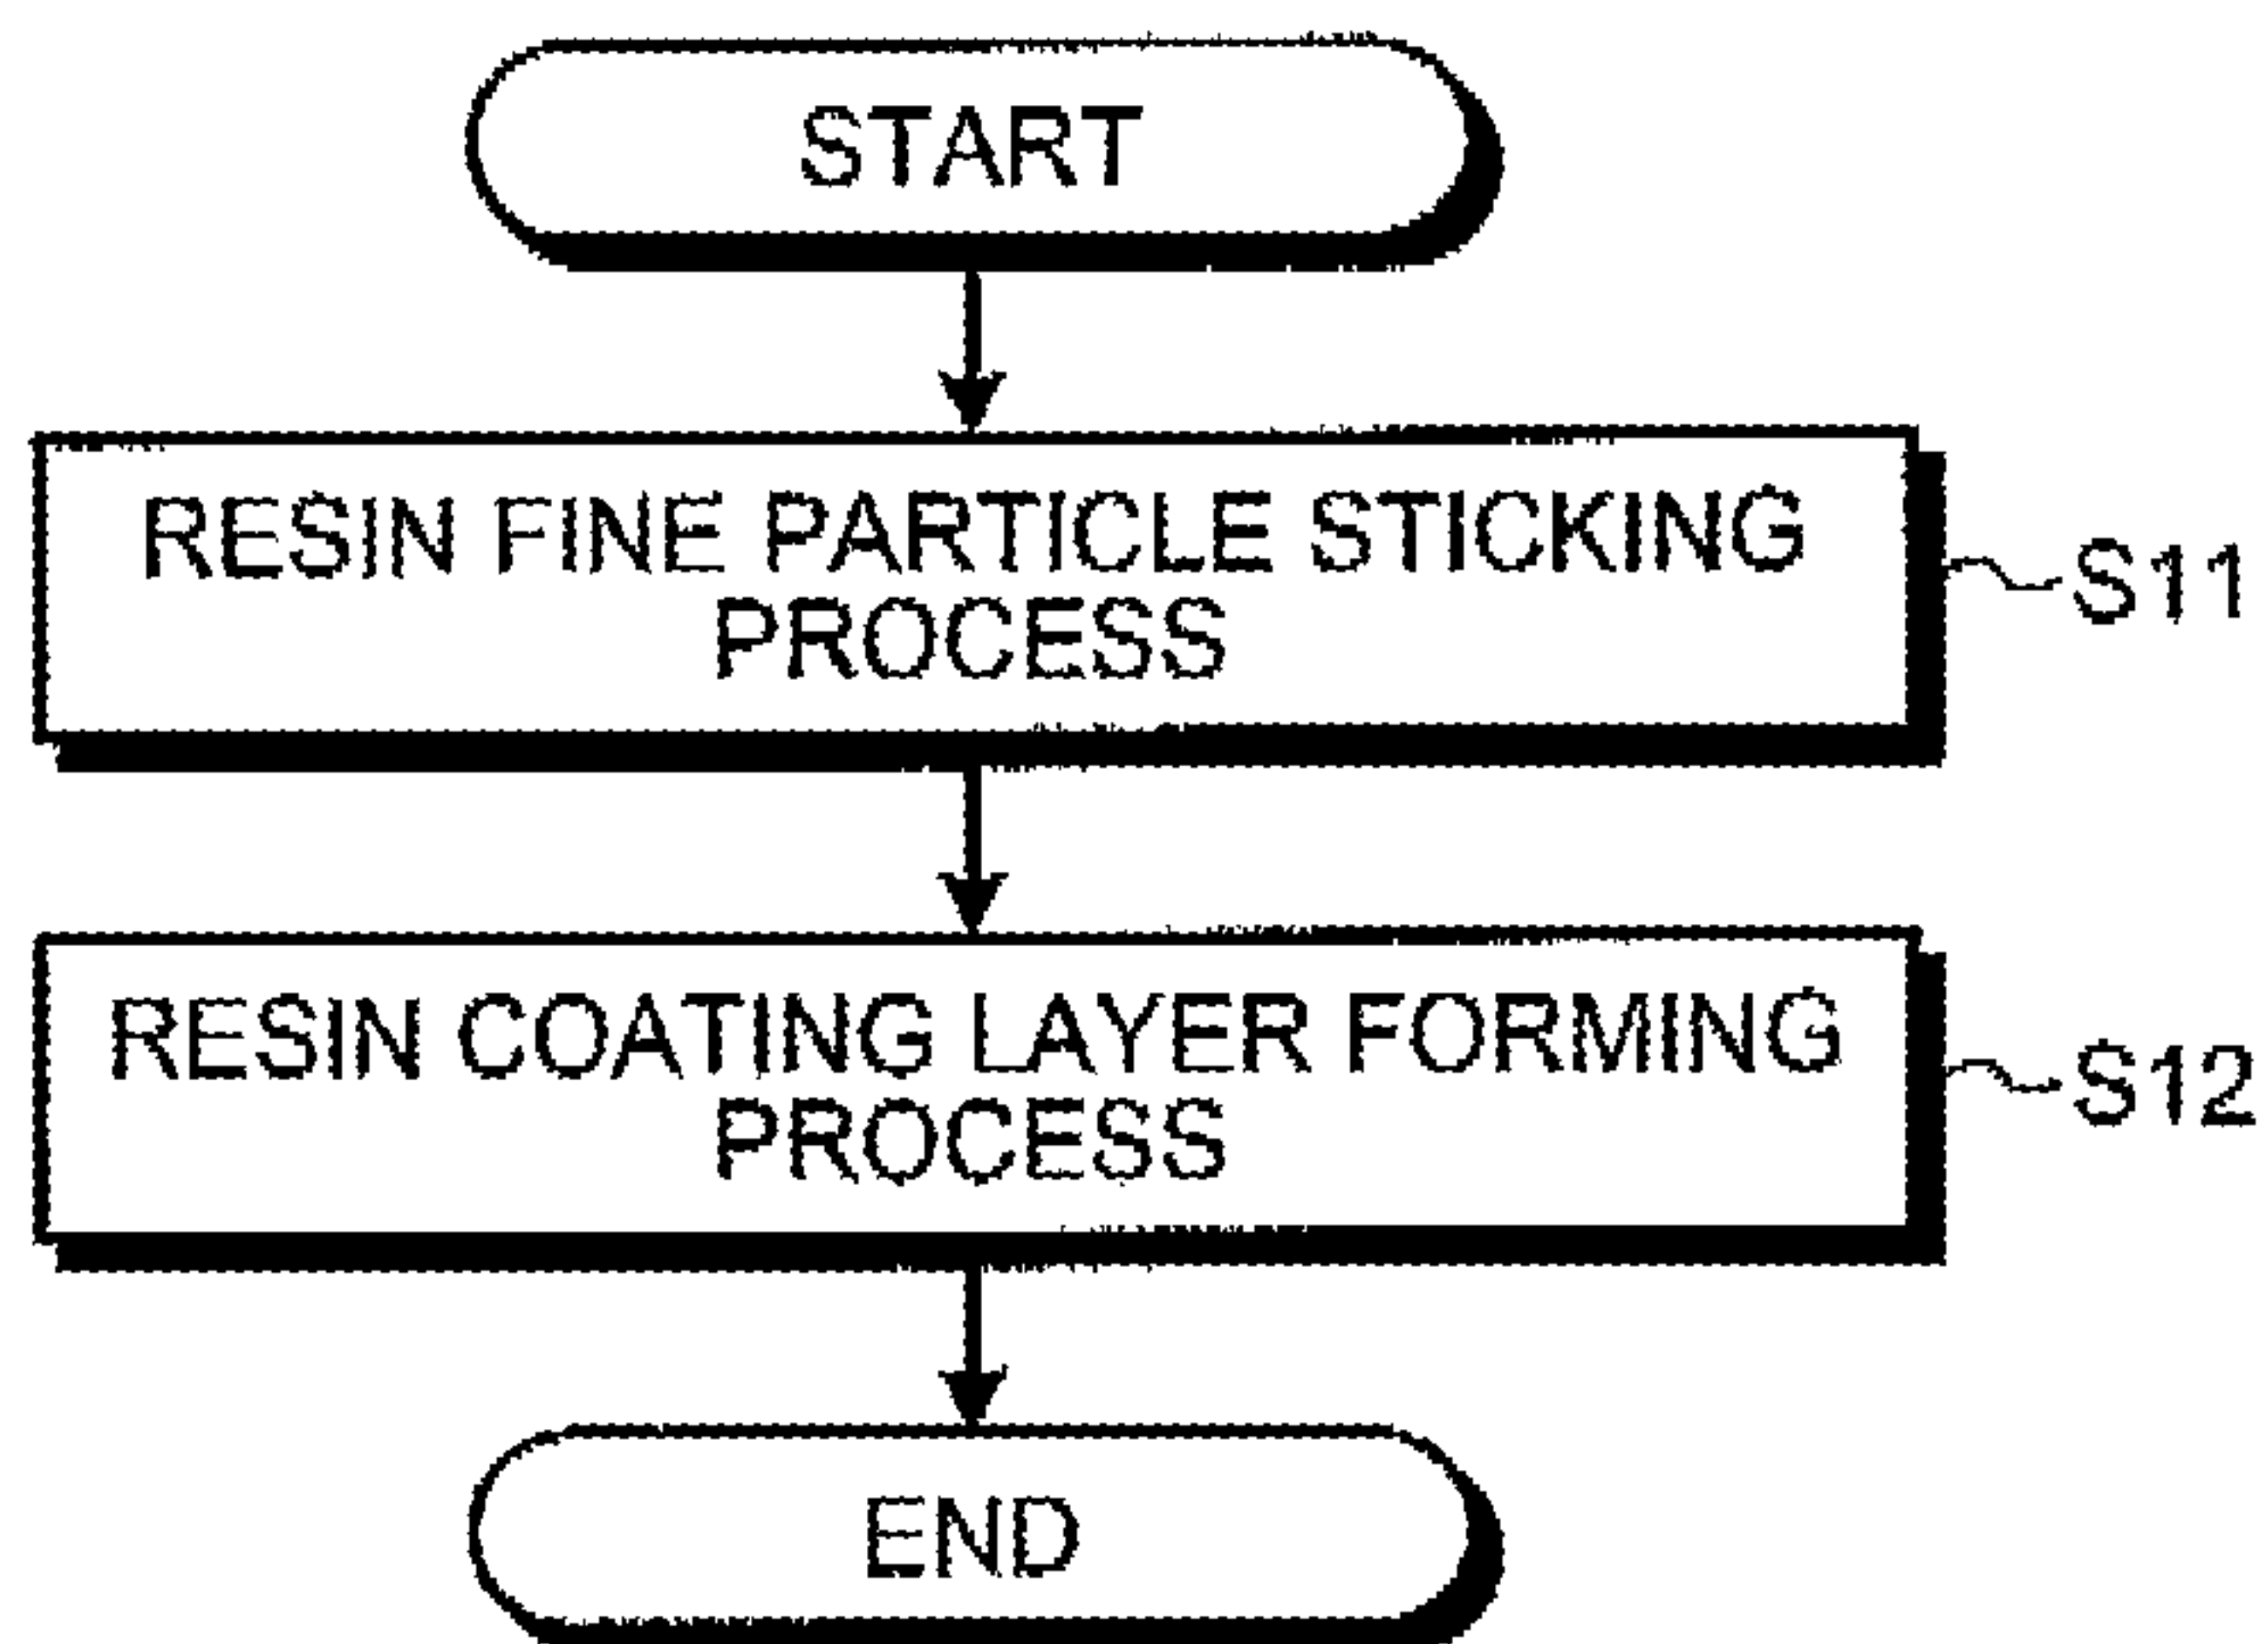 START
RESIN FINE PARTICLE STICKING
PROCESS
S11
RESIN COATING LAYER FORMING
PROCESS
S12
END